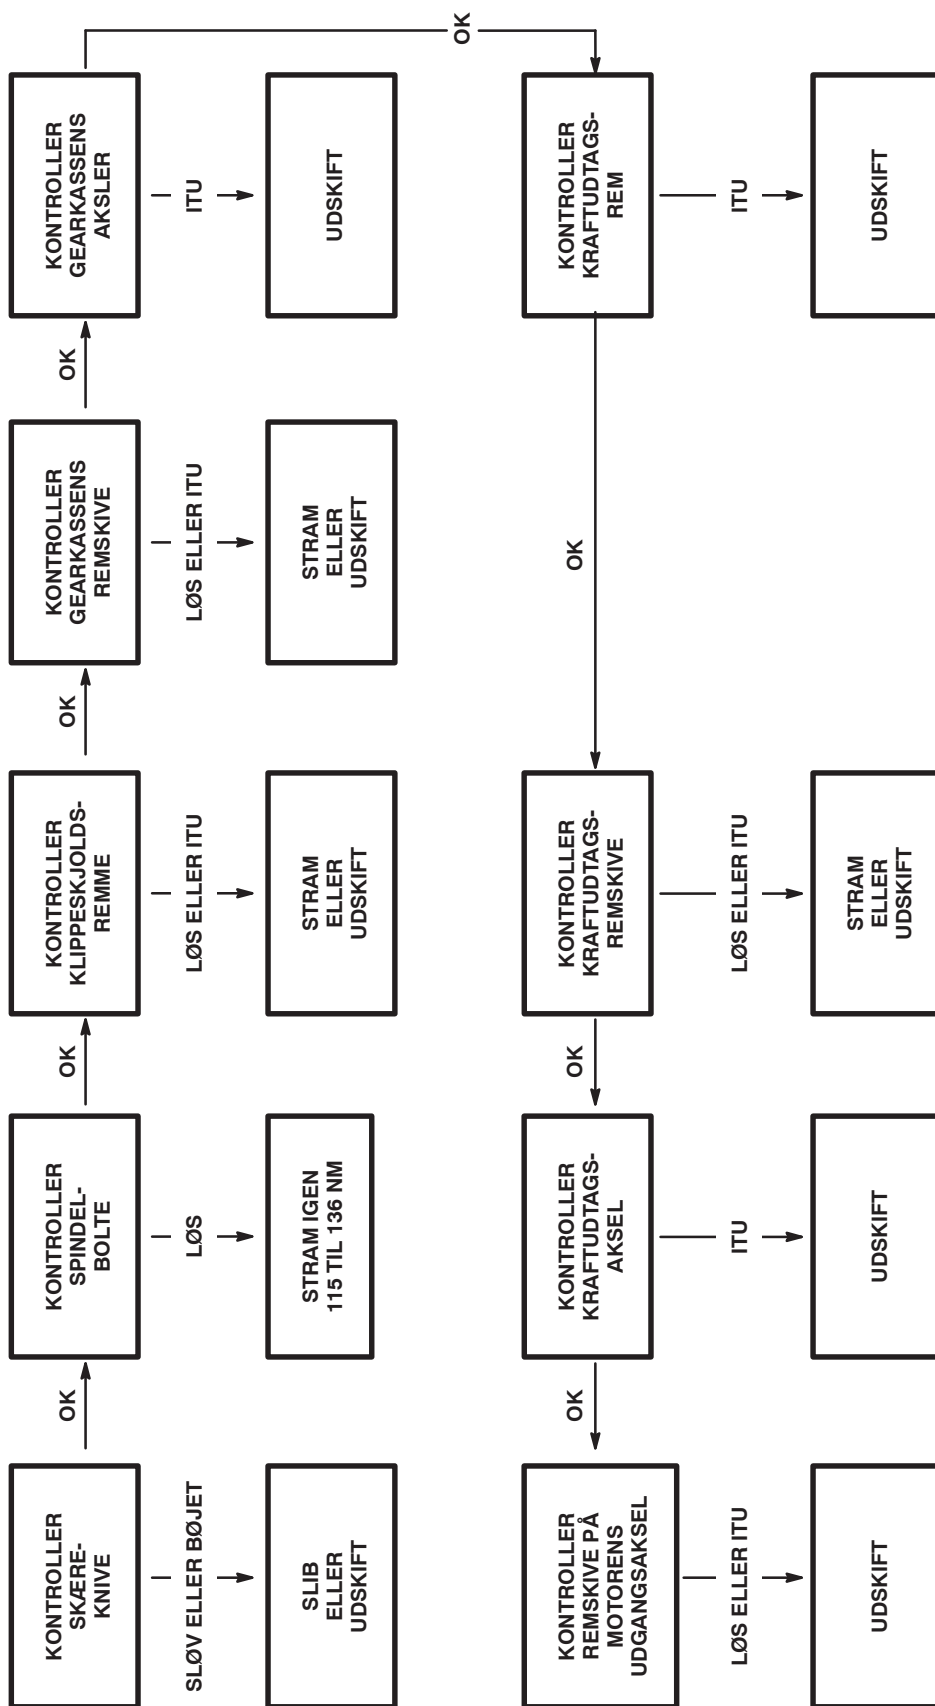 KONTROLLER
SKÆRE-
KNIVE
OK
KONTROLLER
SPINDEL-
BOLTE
OK
KONTROLLER
KLIPPESKJOLDS-
REMME
OK
KONTROLLER
GEARKASSENS
REMSKIVE
OK
KONTROLLER
GEARKASSENS
AKSLER
SLØV ELLER BØJET
LØS
LØS ELLER ITU
LØS ELLER ITU
ITU
SLIB
ELLER
UDSKIFT
STRAM IGEN
115 TIL 136 NM
STRAM
ELLER
UDSKIFT
STRAM
ELLER
UDSKIFT
UDSKIFT
OK
KONTROLLER
KRAFTUDTAGS-
REM
OK
KONTROLLER
KRAFTUDTAGS-
REMSKIVE
OK
KONTROLLER
KRAFTUDTAGS-
AKSEL
OK
KONTROLLER
REMSKIVE PÅ
MOTORENS
UDGANGSAKSEL
ITU
LØS ELLER ITU
ITU
LØS ELLER ITU
UDSKIFT
STRAM
ELLER
UDSKIFT
UDSKIFT
UDSKIFT